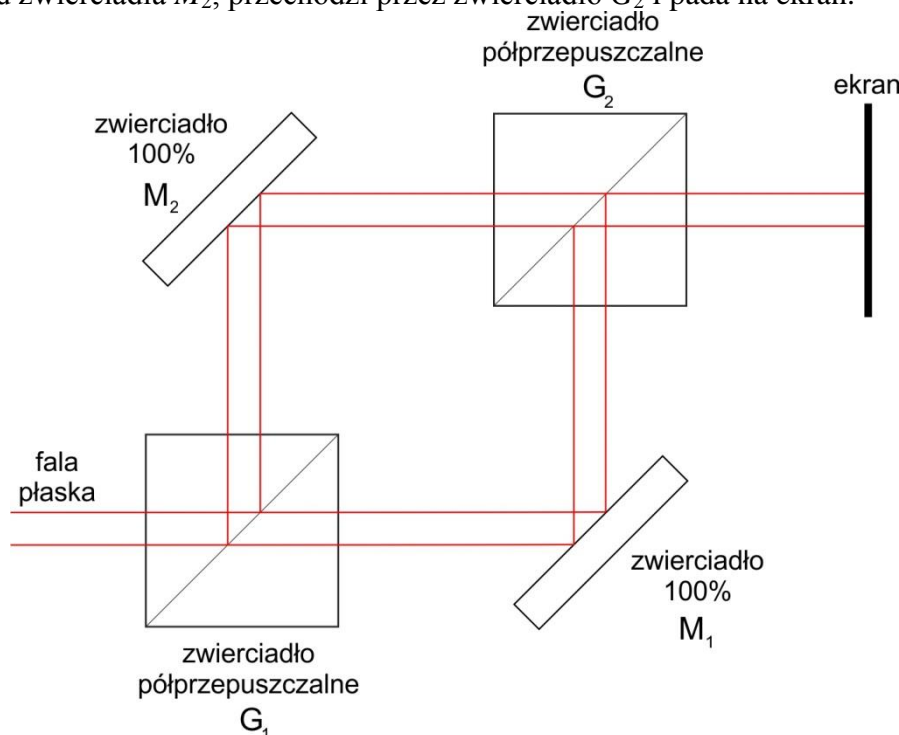 zwierciadła M₂, przechodzi przez zwierciadło G₂ i pada na ekran.
zwierciadło
półprzepuszczalne
G₂
ekran
zwierciadło
100%
M₂
fala
płaska
zwierciadło
100%
M₁
zwierciadło
półprzepuszczalne
G₁